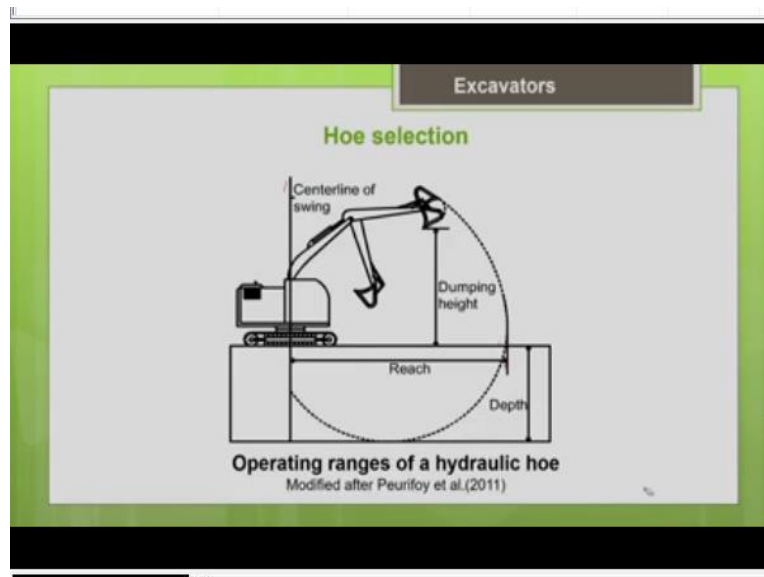 Excavators
Hoe selection
Centerline of
swing
Dumping
height
Reach
Depth
Operating ranges of a hydraulic hoe
Modified after Peurifoy et al.(2011)